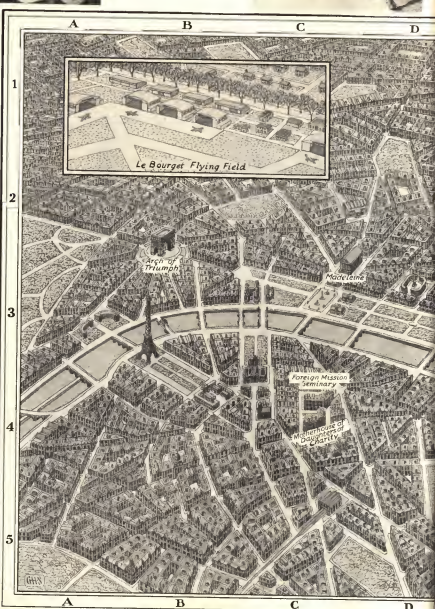 A B C D
1
Le Bourget Flying Field
2
Arch of
Triumph
Madeleine
3
Foreign Mission
Seminary
4
Motherhouse of
Daughters of
Charity
5
GHS
A B C D